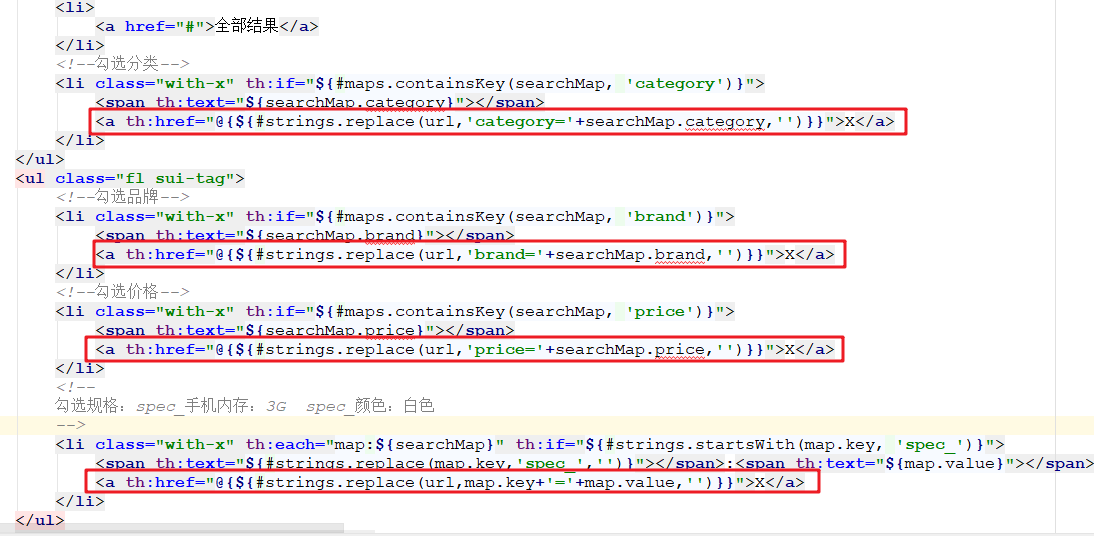 <li>
<a href="#">全部结果</a>
</li>
<!--勾选分类-->
<li class="with-x" th:if="${#maps.containsKey(searchMap, 'category')}">
<span th:text="${searchMap.category}"></span>
<a th:href="@{${#strings.replace(url,'category='+searchMap.category,'')}}">X</a>
</li>
</ul>
<ul class="fl sui-tag">
<!--勾选品牌-->
<li class="with-x" th:if="${#maps.containsKey(searchMap, 'brand')}">
<span th:text="${searchMap.brand}"></span>
<a th:href="@{${#strings.replace(url,'brand='+searchMap.brand,'')}}">X</a>
</li>
<!--勾选价格-->
<li class="with-x" th:if="${#maps.containsKey(searchMap, 'price')}">
<span th:text="${searchMap.price}"></span>
<a th:href="@{${#strings.replace(url,'price='+searchMap.price,'')}}">X</a>
</li>
<!--
勾选规格：spec_手机内存：3G  spec_颜色：白色
-->
<li class="with-x" th:each="map:${searchMap}" th:if="${#strings.startsWith(map.key, 'spec_')}">
<span th:text="${#strings.replace(map.key,'spec_','')}"></span>:<span th:text="${map.value}"></span>
<a th:href="@{${#strings.replace(url,map.key+'='+map.value,'')}}">X</a>
</li>
</ul>